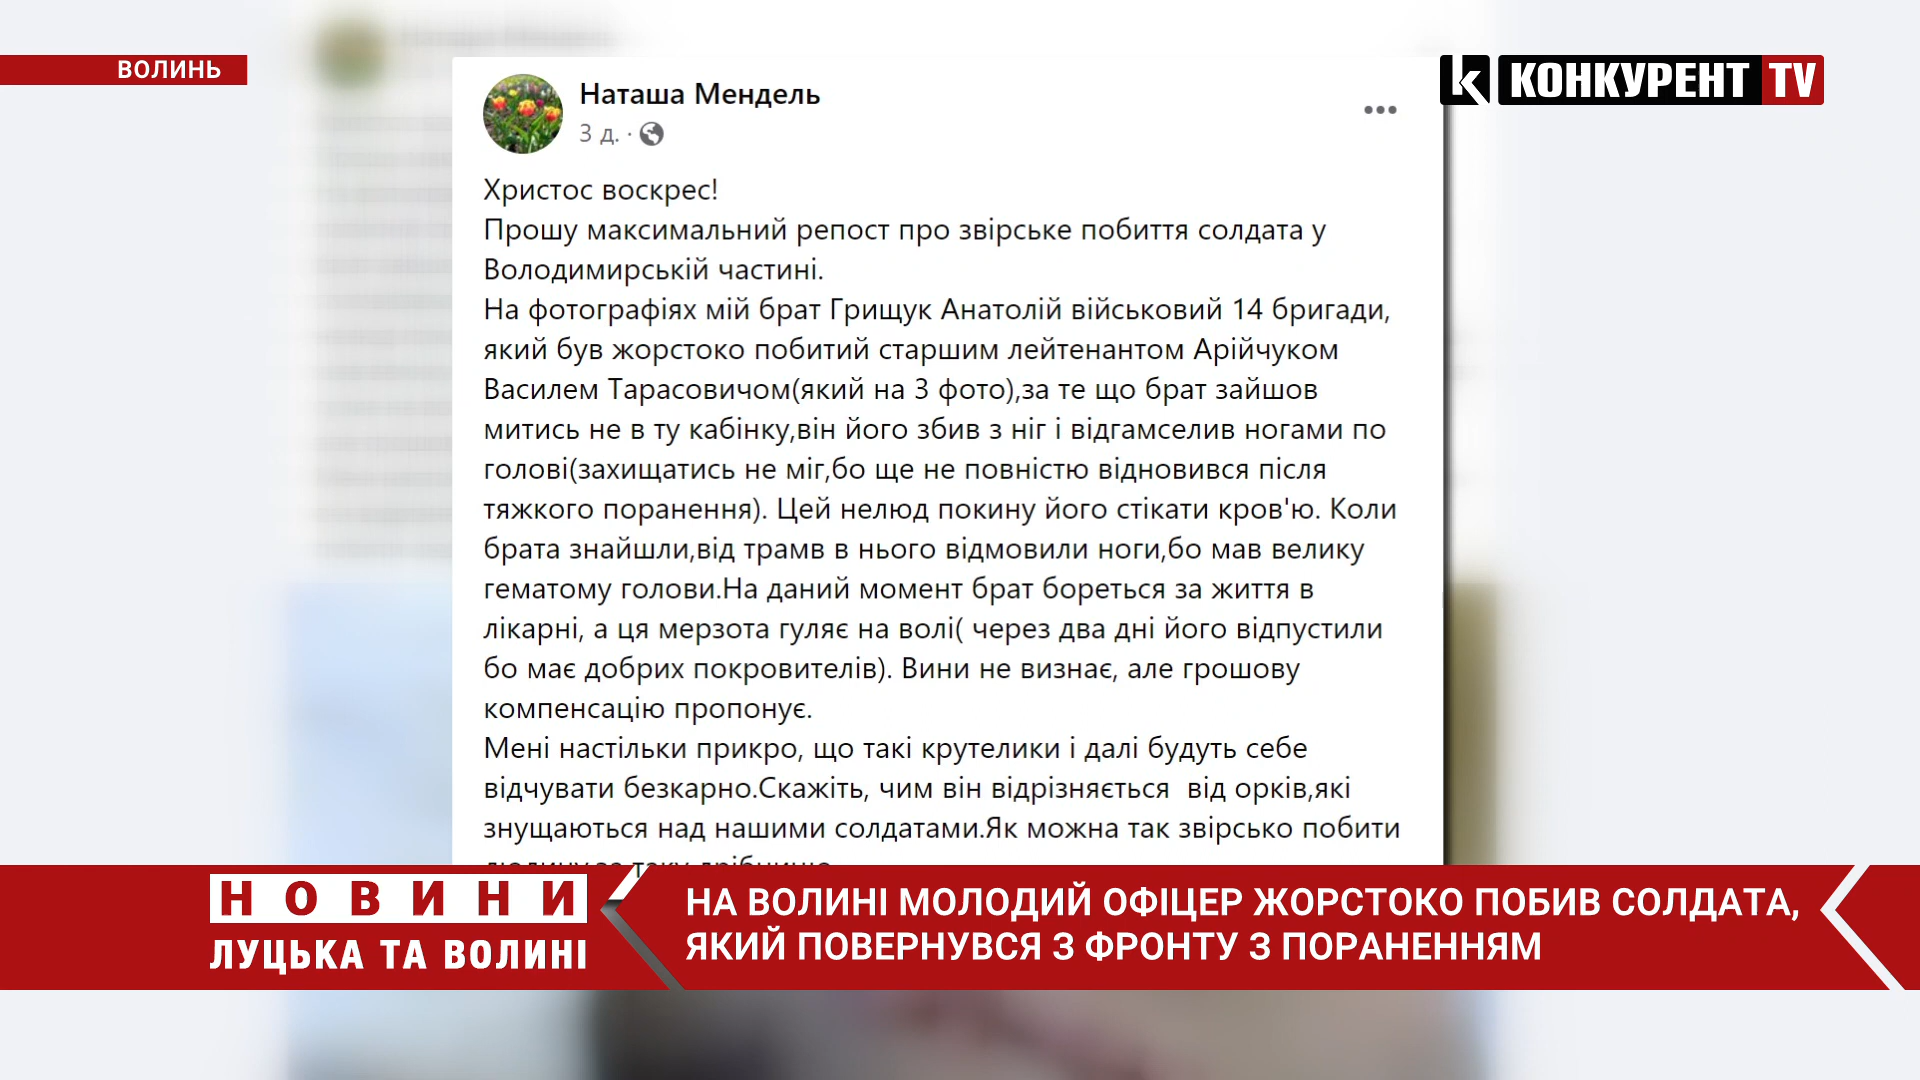 ВОЛИНЬ
КОНКУРЕНТ TV
Наташа Мендель
3 д. ·
Христос воскрес!
Прошу максимальний репост про звірське побиття солдата у
Володимирській частині.
На фотографіях мій брат Грищук Анатолій військовий 14 бригади,
який був жорстоко побитий старшим лейтенантом Арійчуком
Василем Тарасовичом(який на 3 фото),за те що брат зайшов
митись не в ту кабінку,він його збив з ніг і відгамселив ногами по
голові(захищатись не міг,бо ще не повністю відновився після
тяжкого поранення). Цей нелюд покину його стікати кров'ю. Коли
брата знайшли,від трамв в нього відмовили ноги,бо мав велику
гематому голови.На даний момент брат бореться за життя в
лікарні, а ця мерзота гуляє на волі( через два дні його відпустили
бо має добрих покровителів). Вини не визнає, але грошову
компенсацію пропонує.
Мені настільки прикро, що такі крутелики і далі будуть себе
відчувати безкарно.Скажіть, чим він відрізняється  від орків,які
знущаються над нашими солдатами.Як можна так звірсько побити
НОВИНИ
ЛУЦЬКА ТА ВОЛИНІ
НА ВОЛИНІ МОЛОДИЙ ОФІЦЕР ЖОРСТОКО ПОБИВ СОЛДАТА,
ЯКИЙ ПОВЕРНУВСЯ З ФРОНТУ З ПОРАНЕННЯМ